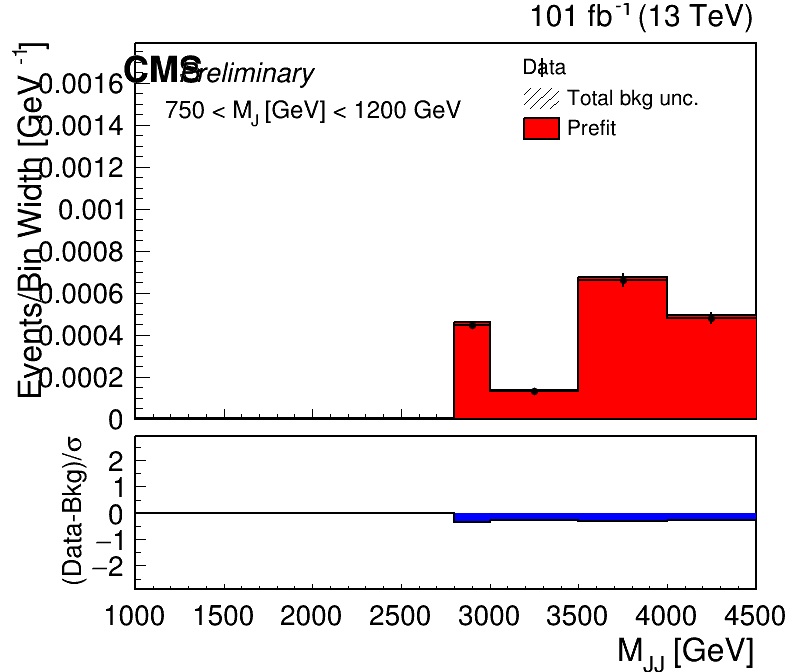 101 fb⁻¹ (13 TeV)
CMS Preliminary
750 < M_J [GeV] < 1200 GeV
Data
Total bkg unc.
Prefit
Events/Bin Width [GeV⁻¹]
0.0016
0.0014
0.0012
0.001
0.0008
0.0006
0.0004
0.0002
0
(Data-Bkg)/σ
2
1
0
−1
−2
1000 1500 2000 2500 3000 3500 4000 4500
M_JJ [GeV]